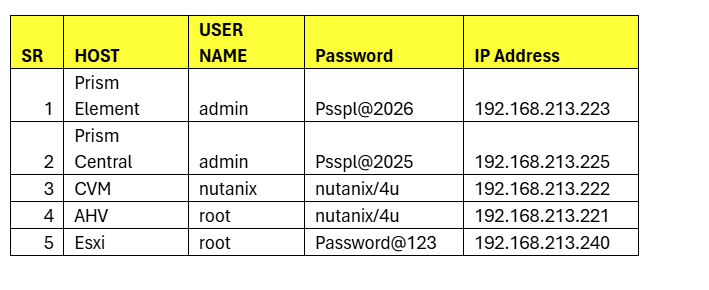 SR HOST USER NAME Password IP Address
1 Prism Element admin Psspl@2026 192.168.213.223
2 Prism Central admin Psspl@2025 192.168.213.225
3 CVM nutanix nutanix/4u 192.168.213.222
4 AHV root nutanix/4u 192.168.213.221
5 Esxi root Password@123 192.168.213.240